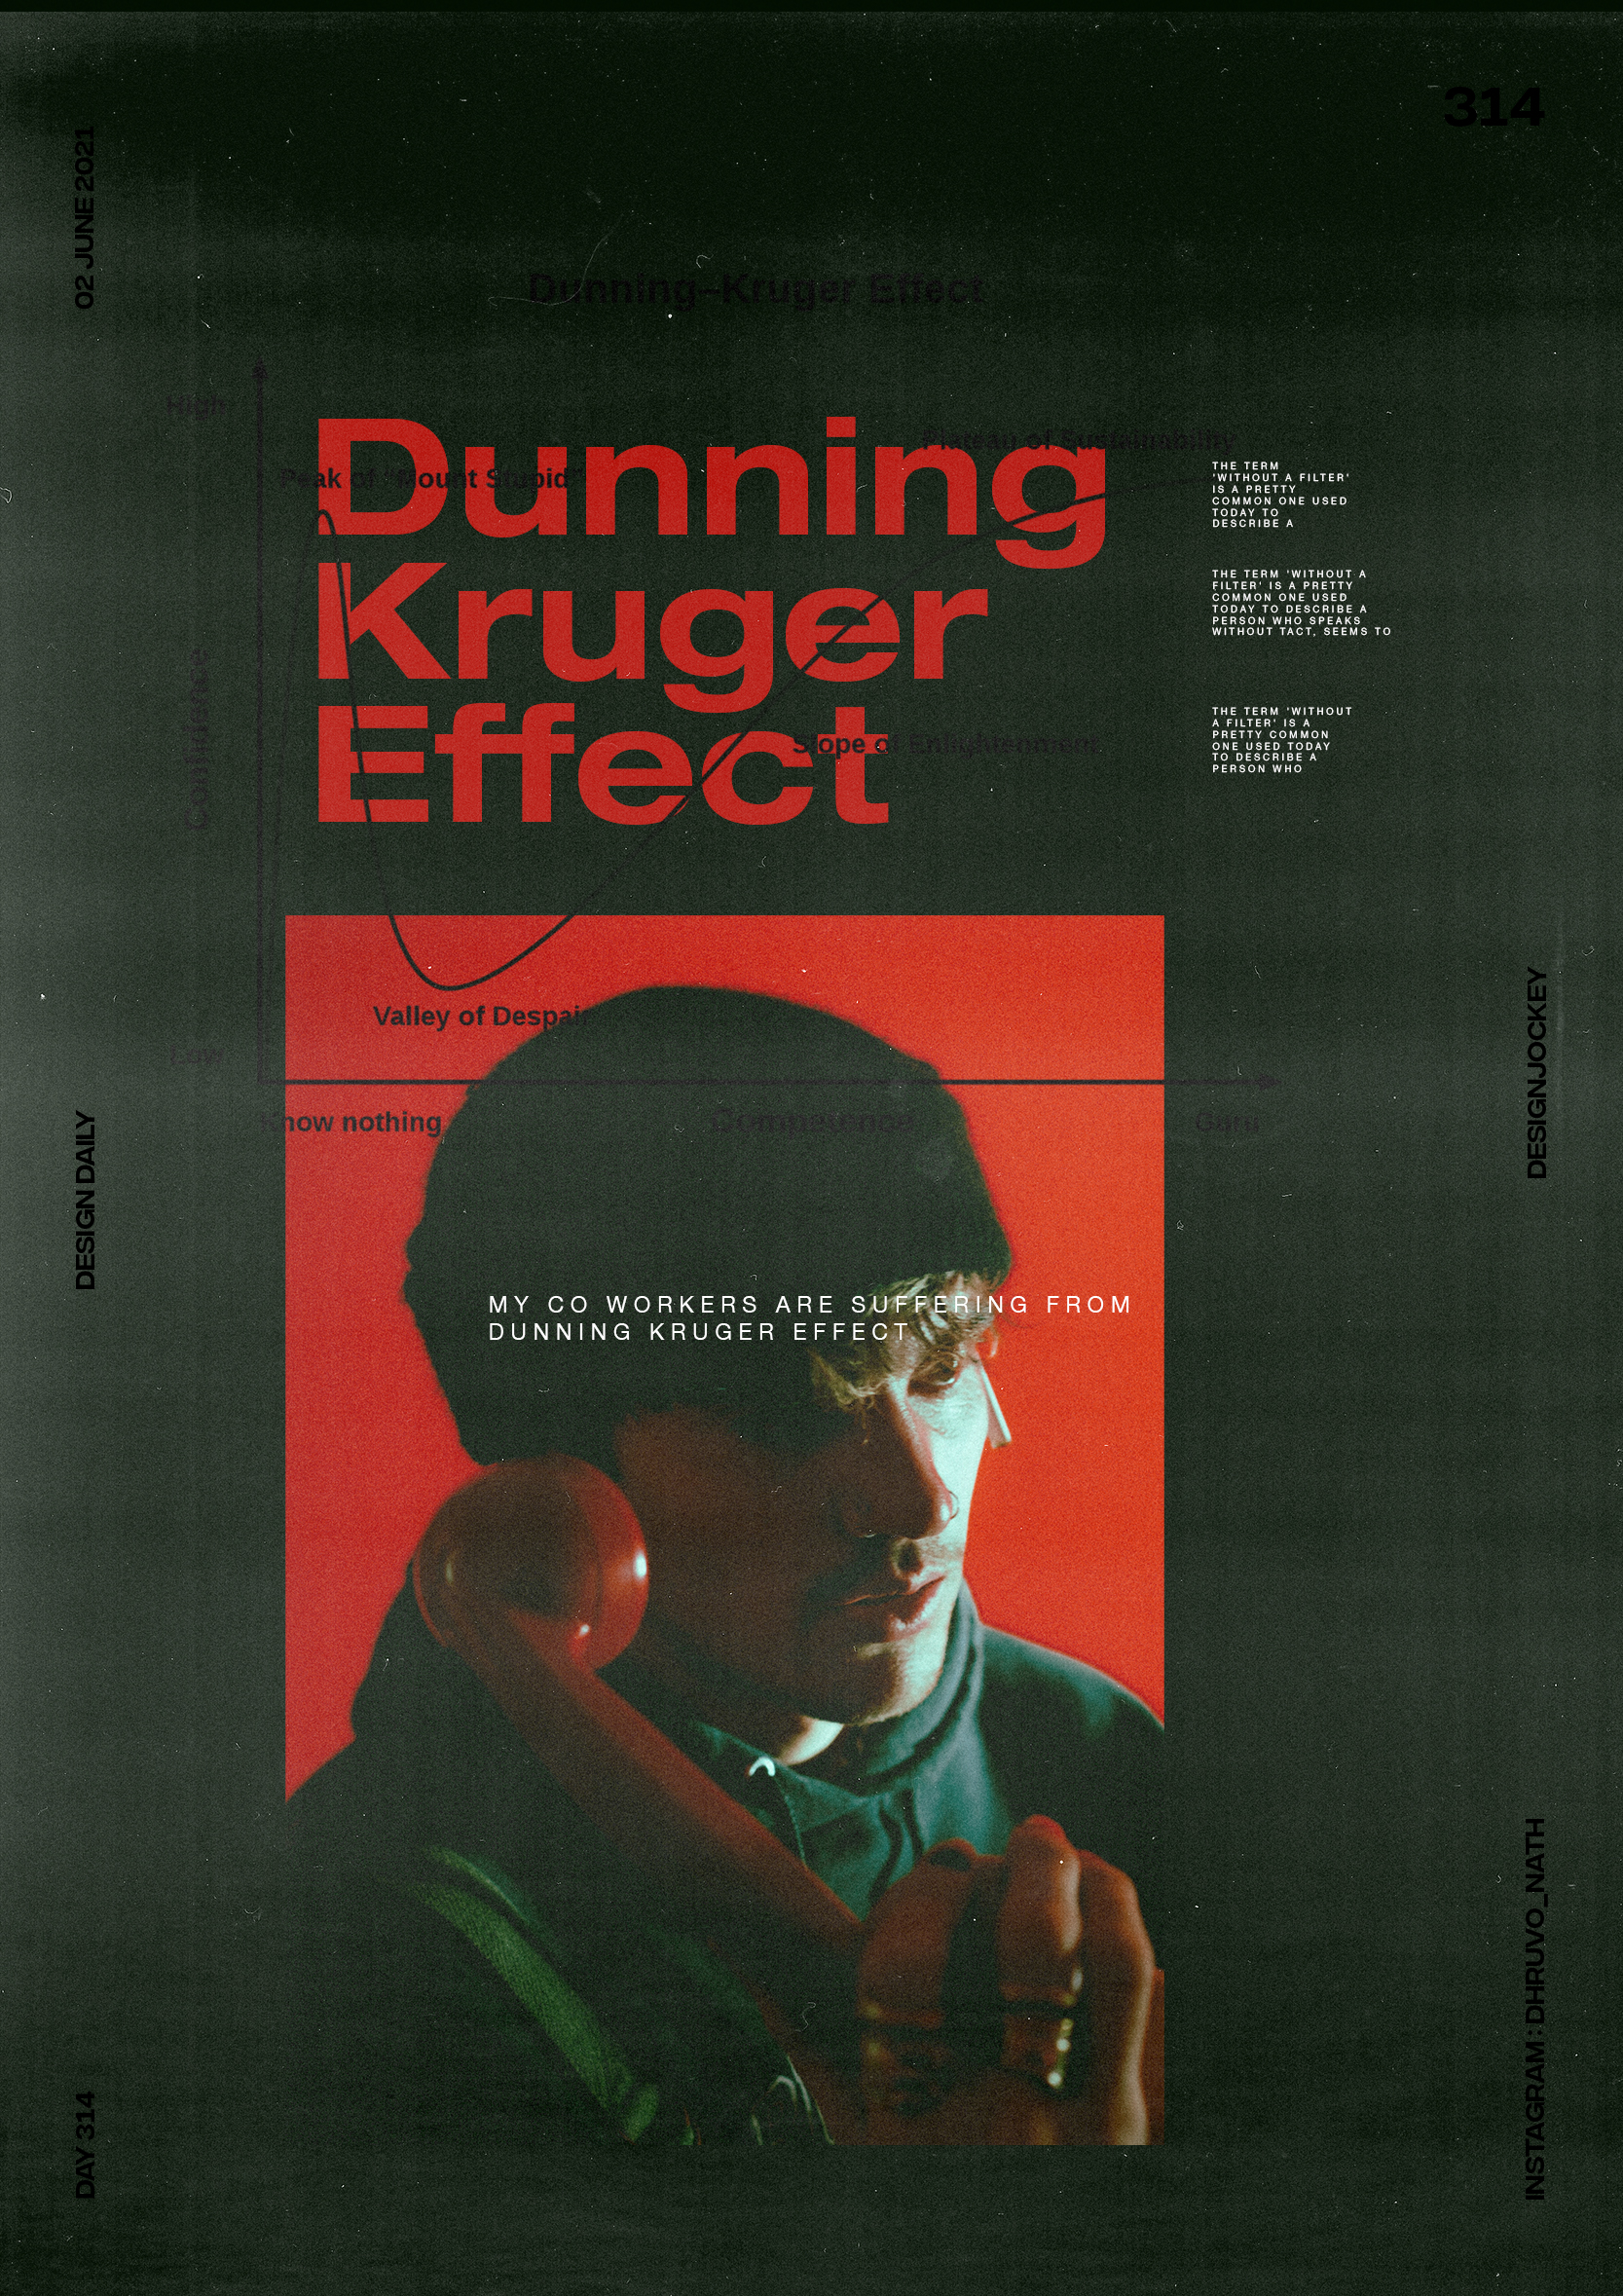 314
02 JUNE 2021
Dunning–Kruger Effect
High
Plateau of Sustainability
Peak of "Mount Stupid"
Dunning
Kruger
Effect
THE TERM
'WITHOUT A FILTER'
IS A PRETTY
COMMON ONE USED
TODAY TO
DESCRIBE A
THE TERM 'WITHOUT A
FILTER' IS A PRETTY
COMMON ONE USED
TODAY TO DESCRIBE A
PERSON WHO SPEAKS
WITHOUT TACT, SEEMS TO
THE TERM 'WITHOUT
A FILTER' IS A
PRETTY COMMON
ONE USED TODAY
TO DESCRIBE A
PERSON WHO
Confidence
Slope of Enlightenment
Valley of Despair
Low
Know nothing
Competence
Guru
DESIGNJOCKEY
DESIGN DAILY
MY CO WORKERS ARE SUFFERING FROM
DUNNING KRUGER EFFECT
INSTAGRAM : DHRUVO_NATH
DAY 314